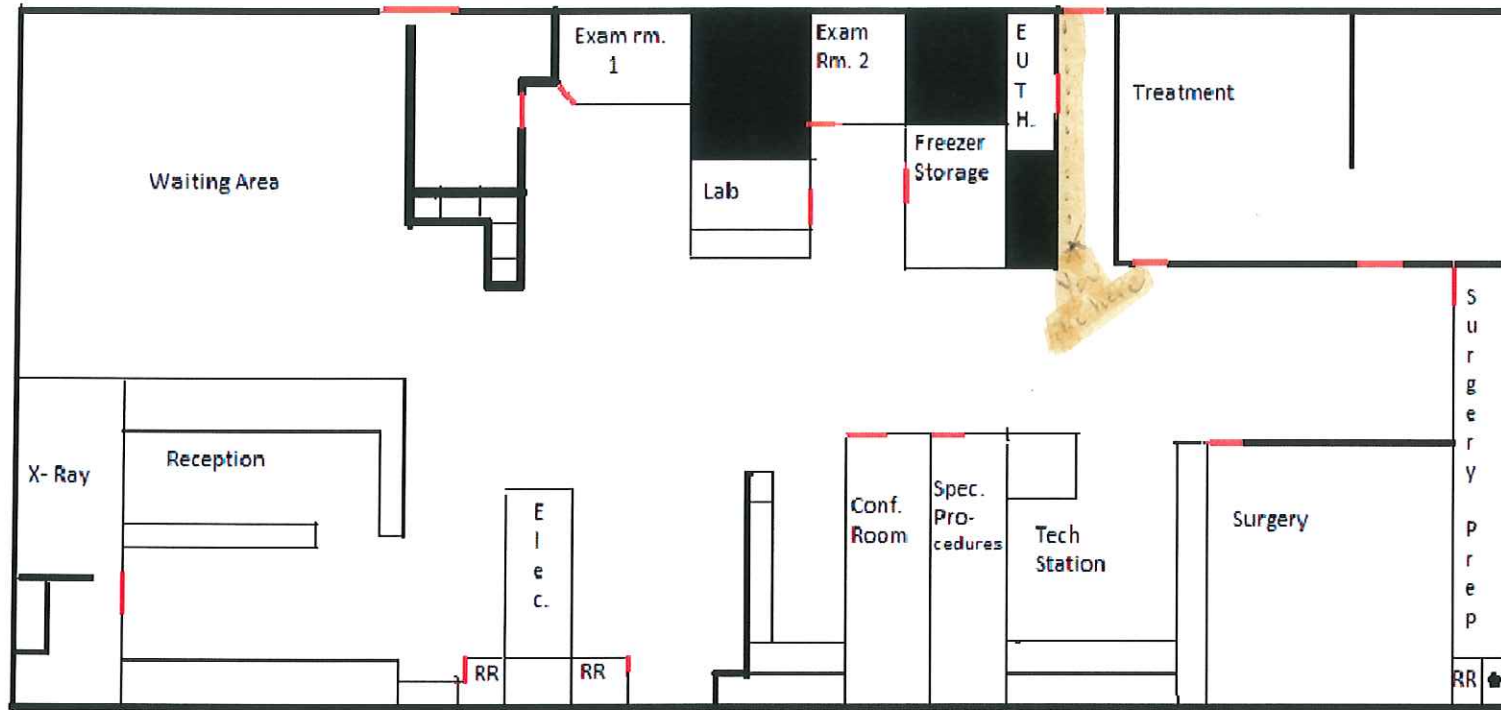 Exam rm.
1
Exam
Rm. 2
E
U
T
H.
Treatment
Waiting Area
Lab
Freezer
Storage
X- Ray
Reception
E
l
e
c.
Conf.
Room
Spec.
Pro-
cedures
Tech
Station
Surgery
S
u
r
g
e
r
y
P
r
e
p
RR
RR
RR